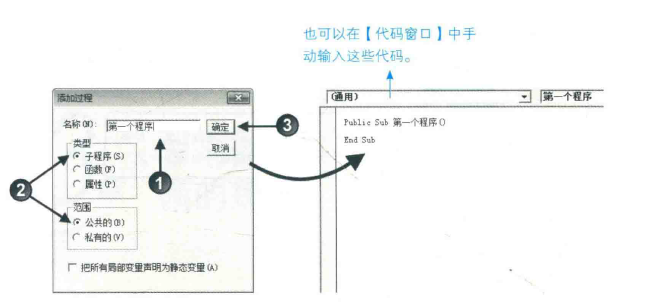 也可以在【代码窗口】中手
动输入这些代码。
添加过程
名称(N): 第一个程序
确定
取消
类型
子程序(S)
函数(F)
属性(P)
范围
公共的(B)
私有的(V)
把所有局部变量声明为静态变量(A)
1
2
3
(通用)
第一个程序
Public Sub 第一个程序()
End Sub